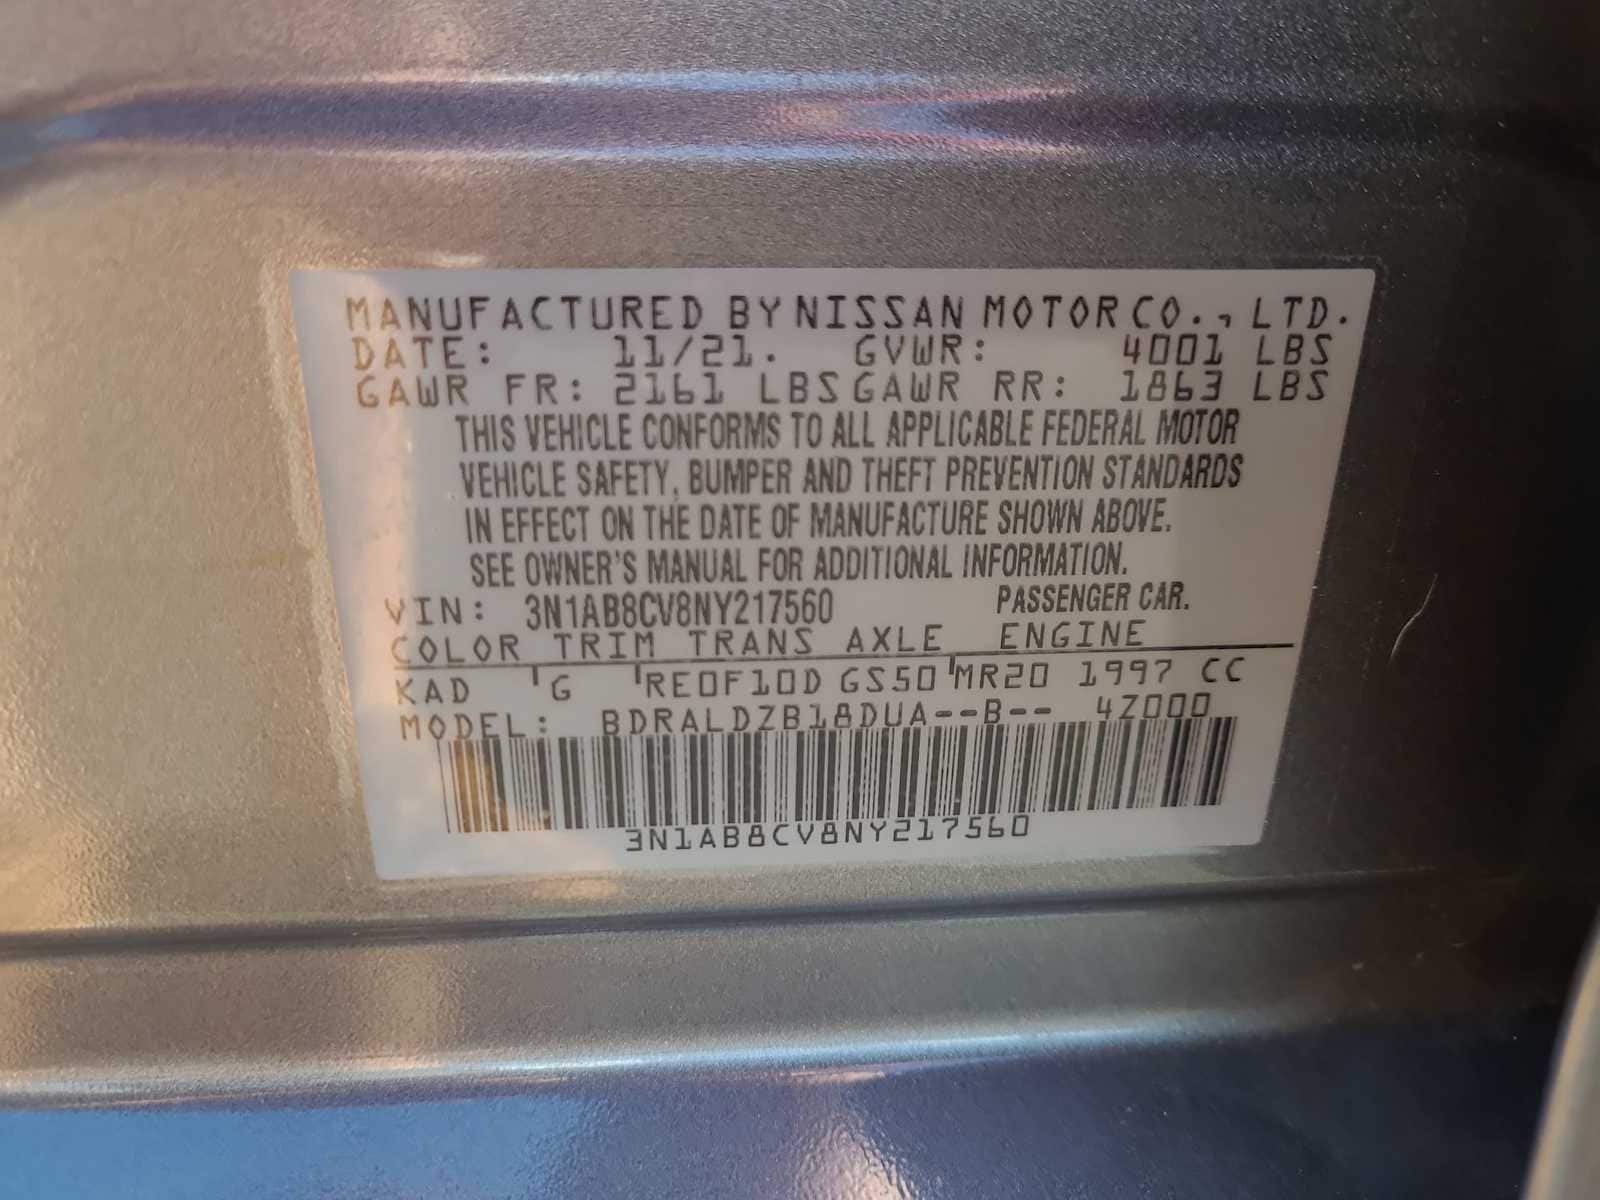 MANUFACTURED BY NISSAN MOTOR CO., LTD.
DATE: 11/21. GVWR: 4001 LBS
GAWR FR: 2161 LBS GAWR RR: 1863 LBS
THIS VEHICLE CONFORMS TO ALL APPLICABLE FEDERAL MOTOR
VEHICLE SAFETY, BUMPER AND THEFT PREVENTION STANDARDS
IN EFFECT ON THE DATE OF MANUFACTURE SHOWN ABOVE.
SEE OWNER'S MANUAL FOR ADDITIONAL INFORMATION.
VIN: 3N1AB8CV8NY217560 PASSENGER CAR.
COLOR TRIM TRANS AXLE ENGINE
KAD G RE0F10D GS50 MR20 1997 CC
MODEL: BDRALDZB18DUA--B-- 4Z000
3N1AB8CV8NY217560